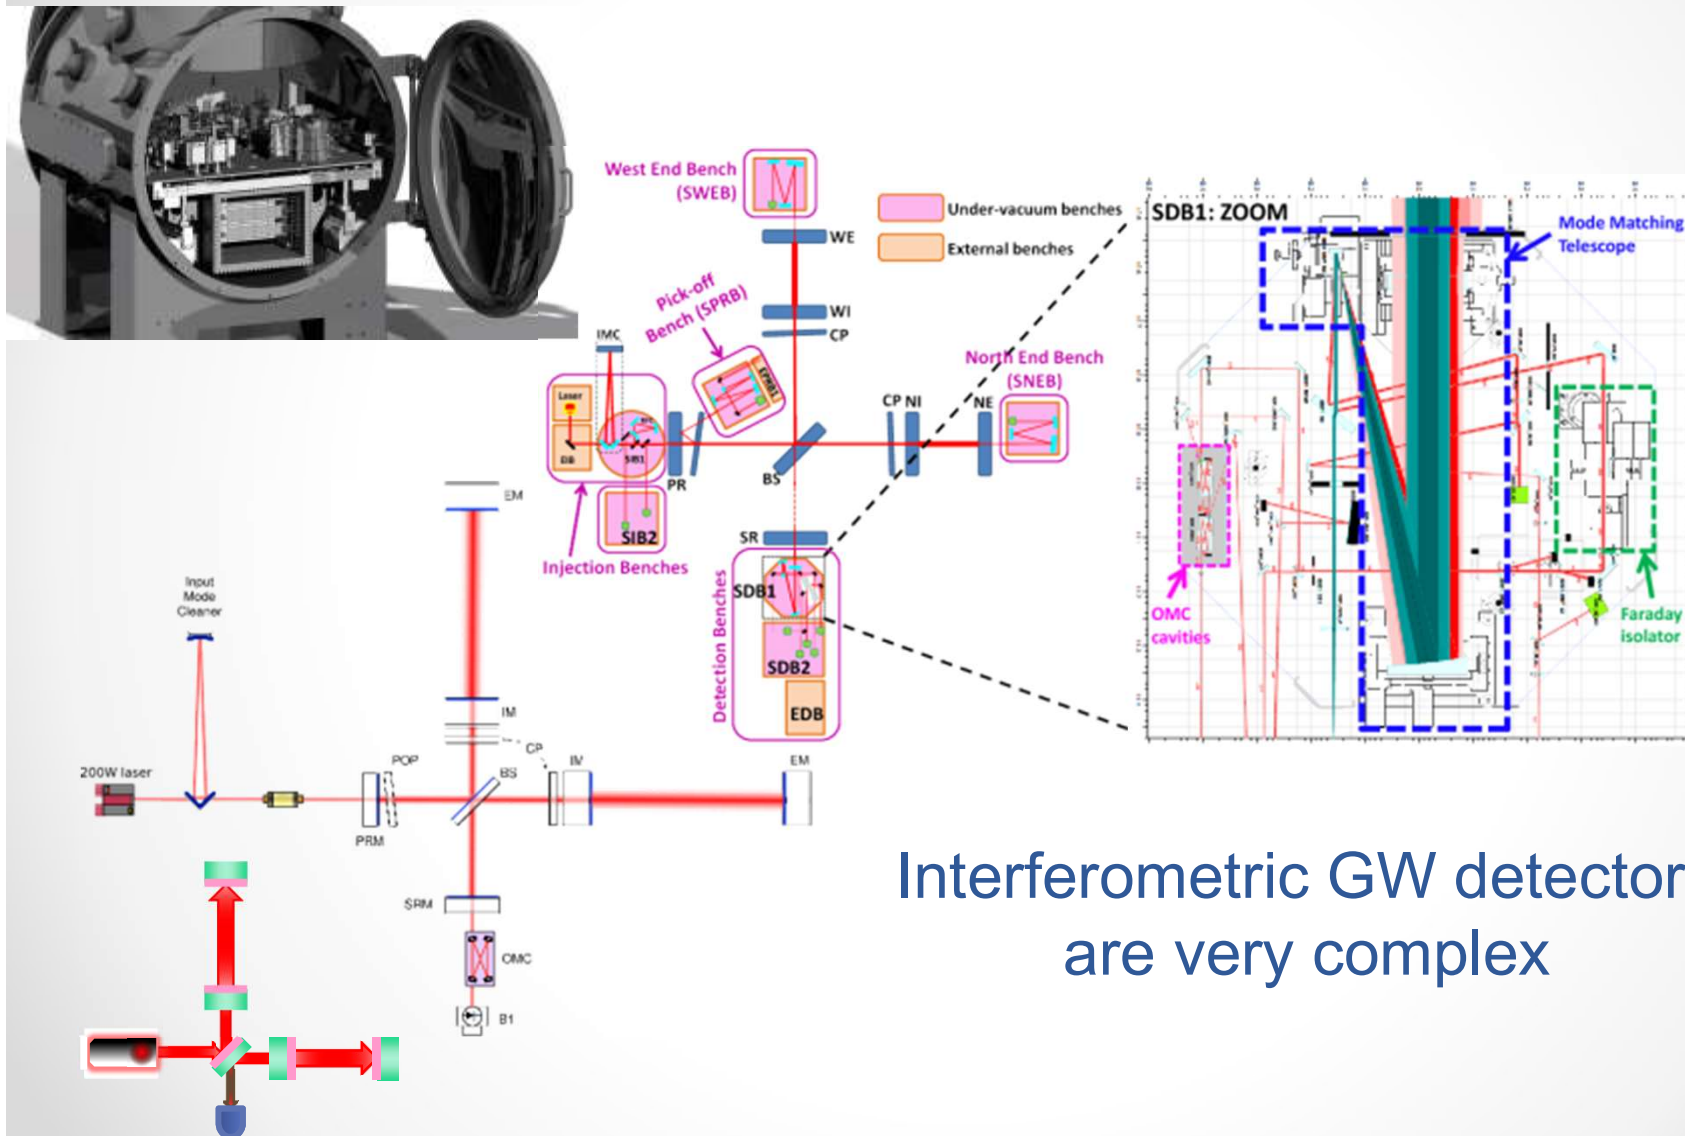 West End Bench
(SWEB)
WE
WI
CP
Under-vacuum benches
External benches
Pick-off
Bench (SPRB)
EPRB1
IMC
Laser
EIB
SIB1
PR
BS
CP NI
NE
North End Bench
(SNEB)
SIB2
Injection Benches
SR
SDB1
SDB2
EDB
Detection Benches
SDB1: ZOOM
Mode Matching
Telescope
OMC
cavities
Faraday
isolator
EM
IM
CP
Input
Mode
Cleaner
200W laser
POP
PRM
BS
IM
EM
SRM
OMC
B1
Interferometric GW detector
are very complex